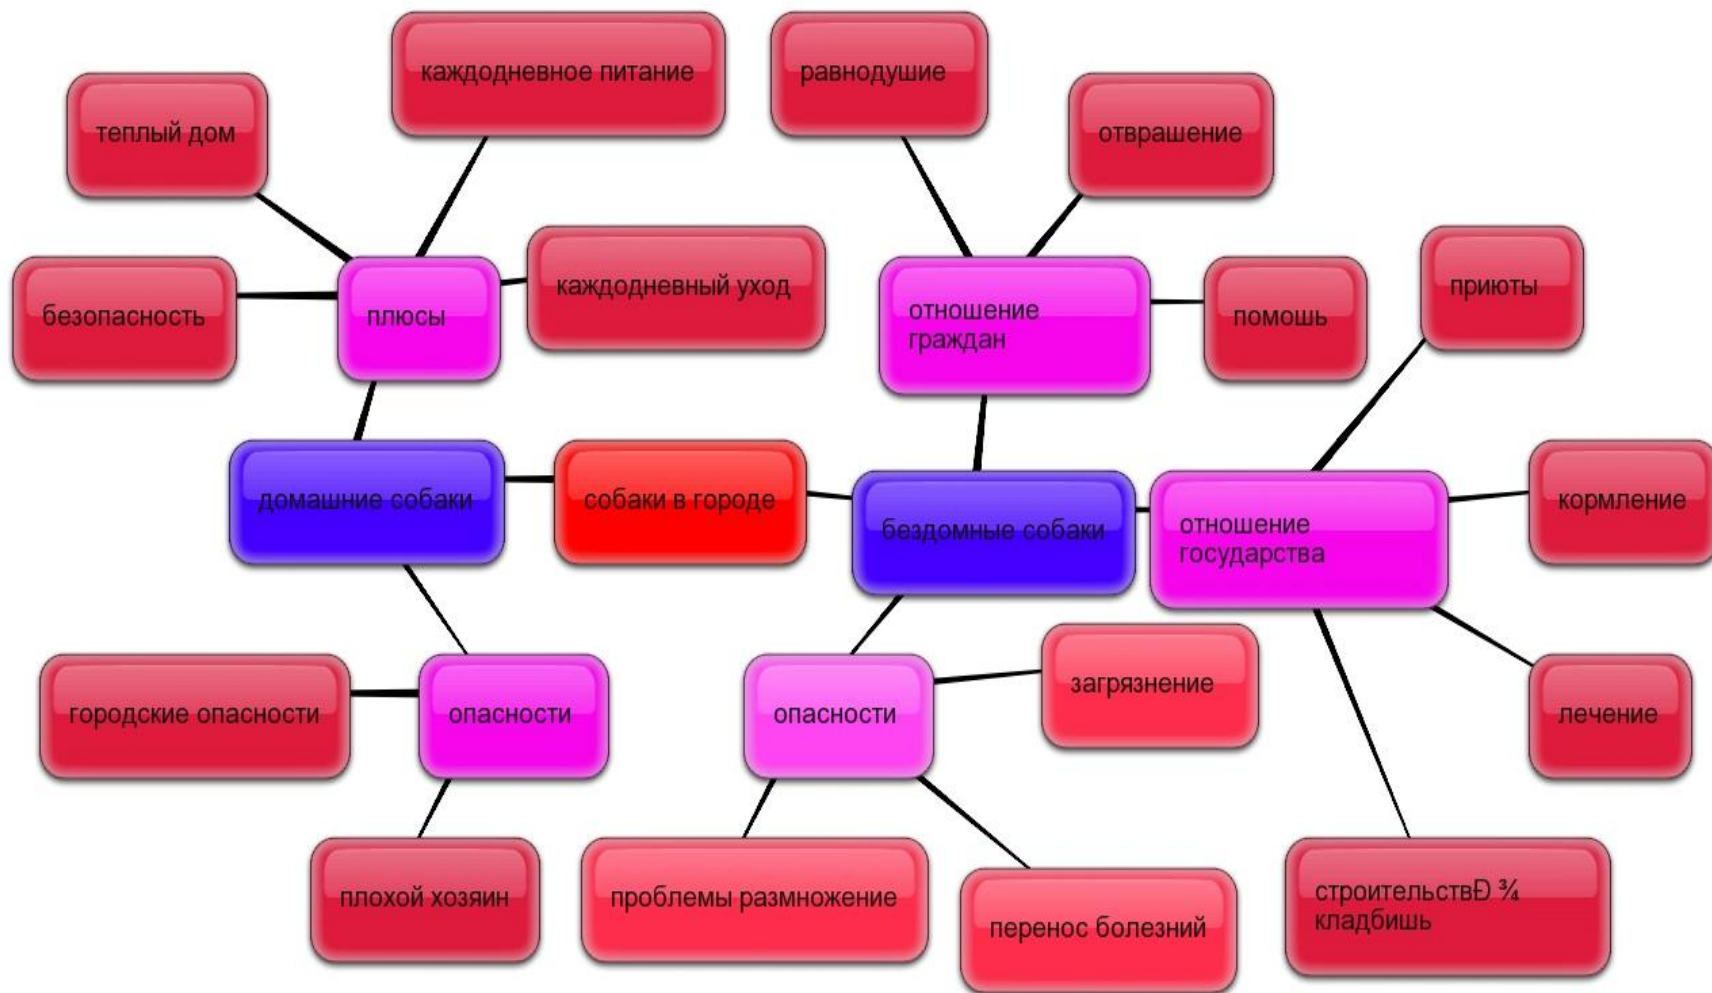 каждодневное питание
равнодушие
теплый дом
отврашение
каждодневный уход
приюты
безопасность
плюсы
отношение
граждан
помошь
домашние собаки
собаки в городе
бездомные собаки
отношение
государства
кормление
городские опасности
опасности
опасности
загрязнение
лечение
плохой хозяин
проблемы размножение
перенос болезний
строительствÐ ¾
кладбишь